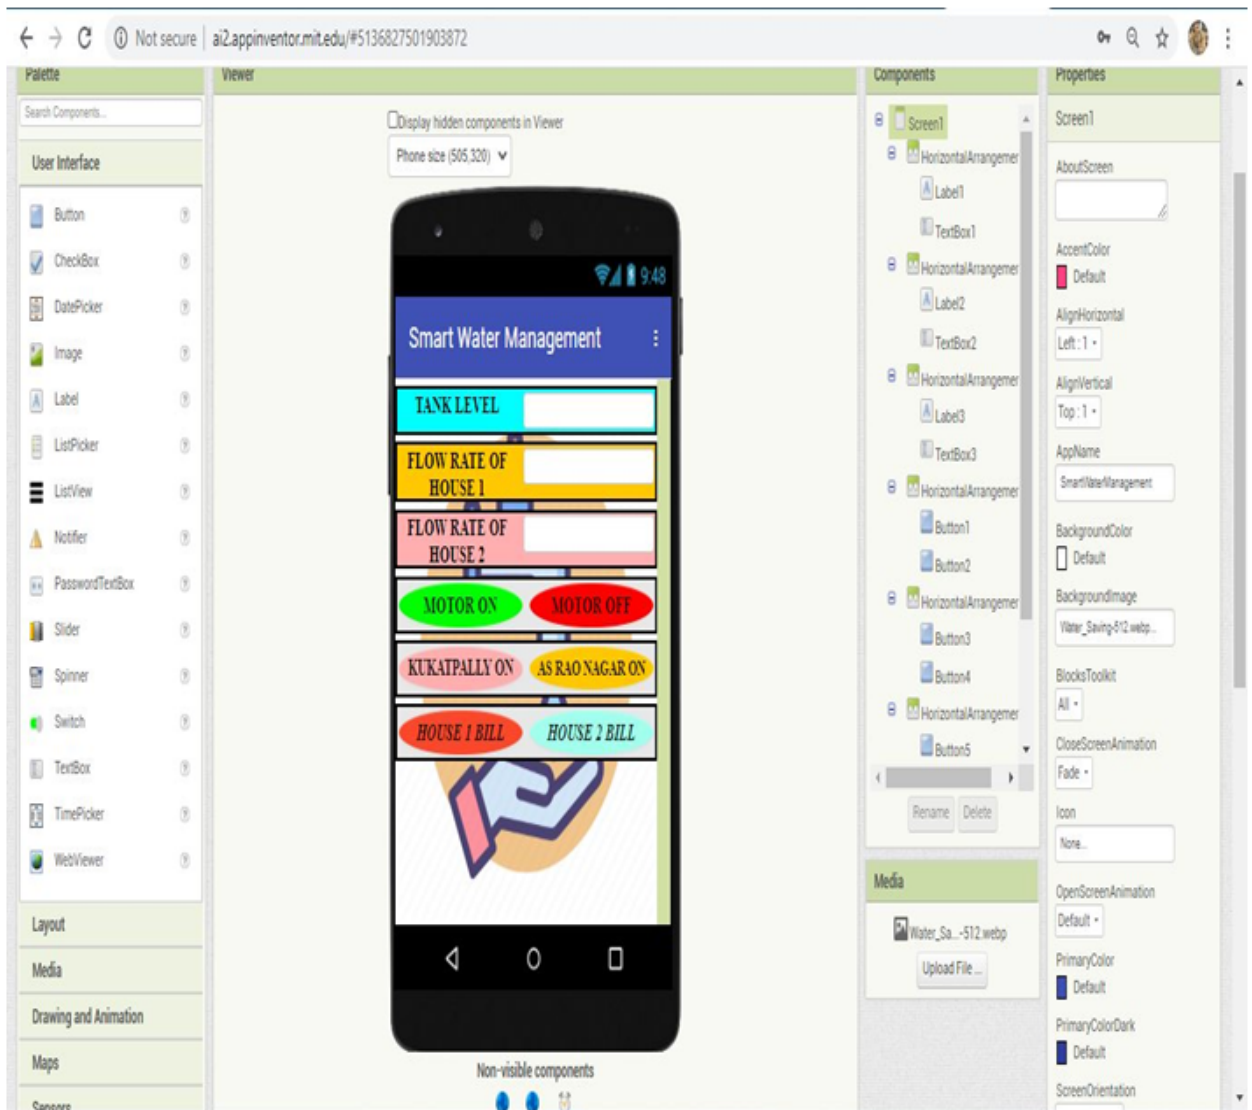 Not secure
ai2.appinventor.mit.edu/#5136827501903872
Palette
Search Components...
User Interface
Button
CheckBox
DatePicker
Image
Label
ListPicker
ListView
Notifier
PasswordTextBox
Slider
Spinner
Switch
TextBox
TimePicker
WebViewer
Layout
Media
Drawing and Animation
Maps
Sensors
Viewer
Display hidden components in Viewer
Phone size (505,320)
9:48
Smart Water Management
TANK LEVEL
FLOW RATE OF
HOUSE 1
FLOW RATE OF
HOUSE 2
MOTOR ON
MOTOR OFF
KUKATPALLY ON
AS RAO NAGAR ON
HOUSE 1 BILL
HOUSE 2 BILL
Non-visible components
Components
Screen1
HorizontalArrangemer
Label1
TextBox1
HorizontalArrangemer
Label2
TextBox2
HorizontalArrangemer
Label3
TextBox3
HorizontalArrangemer
Button1
Button2
HorizontalArrangemer
Button3
Button4
HorizontalArrangemer
Button5
Rename
Delete
Media
Water_Sa...-512.webp
Upload File ...
Properties
Screen1
AboutScreen
AccentColor
Default
AlignHorizontal
Left : 1
AlignVertical
Top : 1
AppName
SmartWaterManagement
BackgroundColor
Default
BackgroundImage
Water_Saving-512.webp...
BlocksToolkit
All
CloseScreenAnimation
Fade
Icon
None...
OpenScreenAnimation
Default
PrimaryColor
Default
PrimaryColorDark
Default
ScreenOrientation